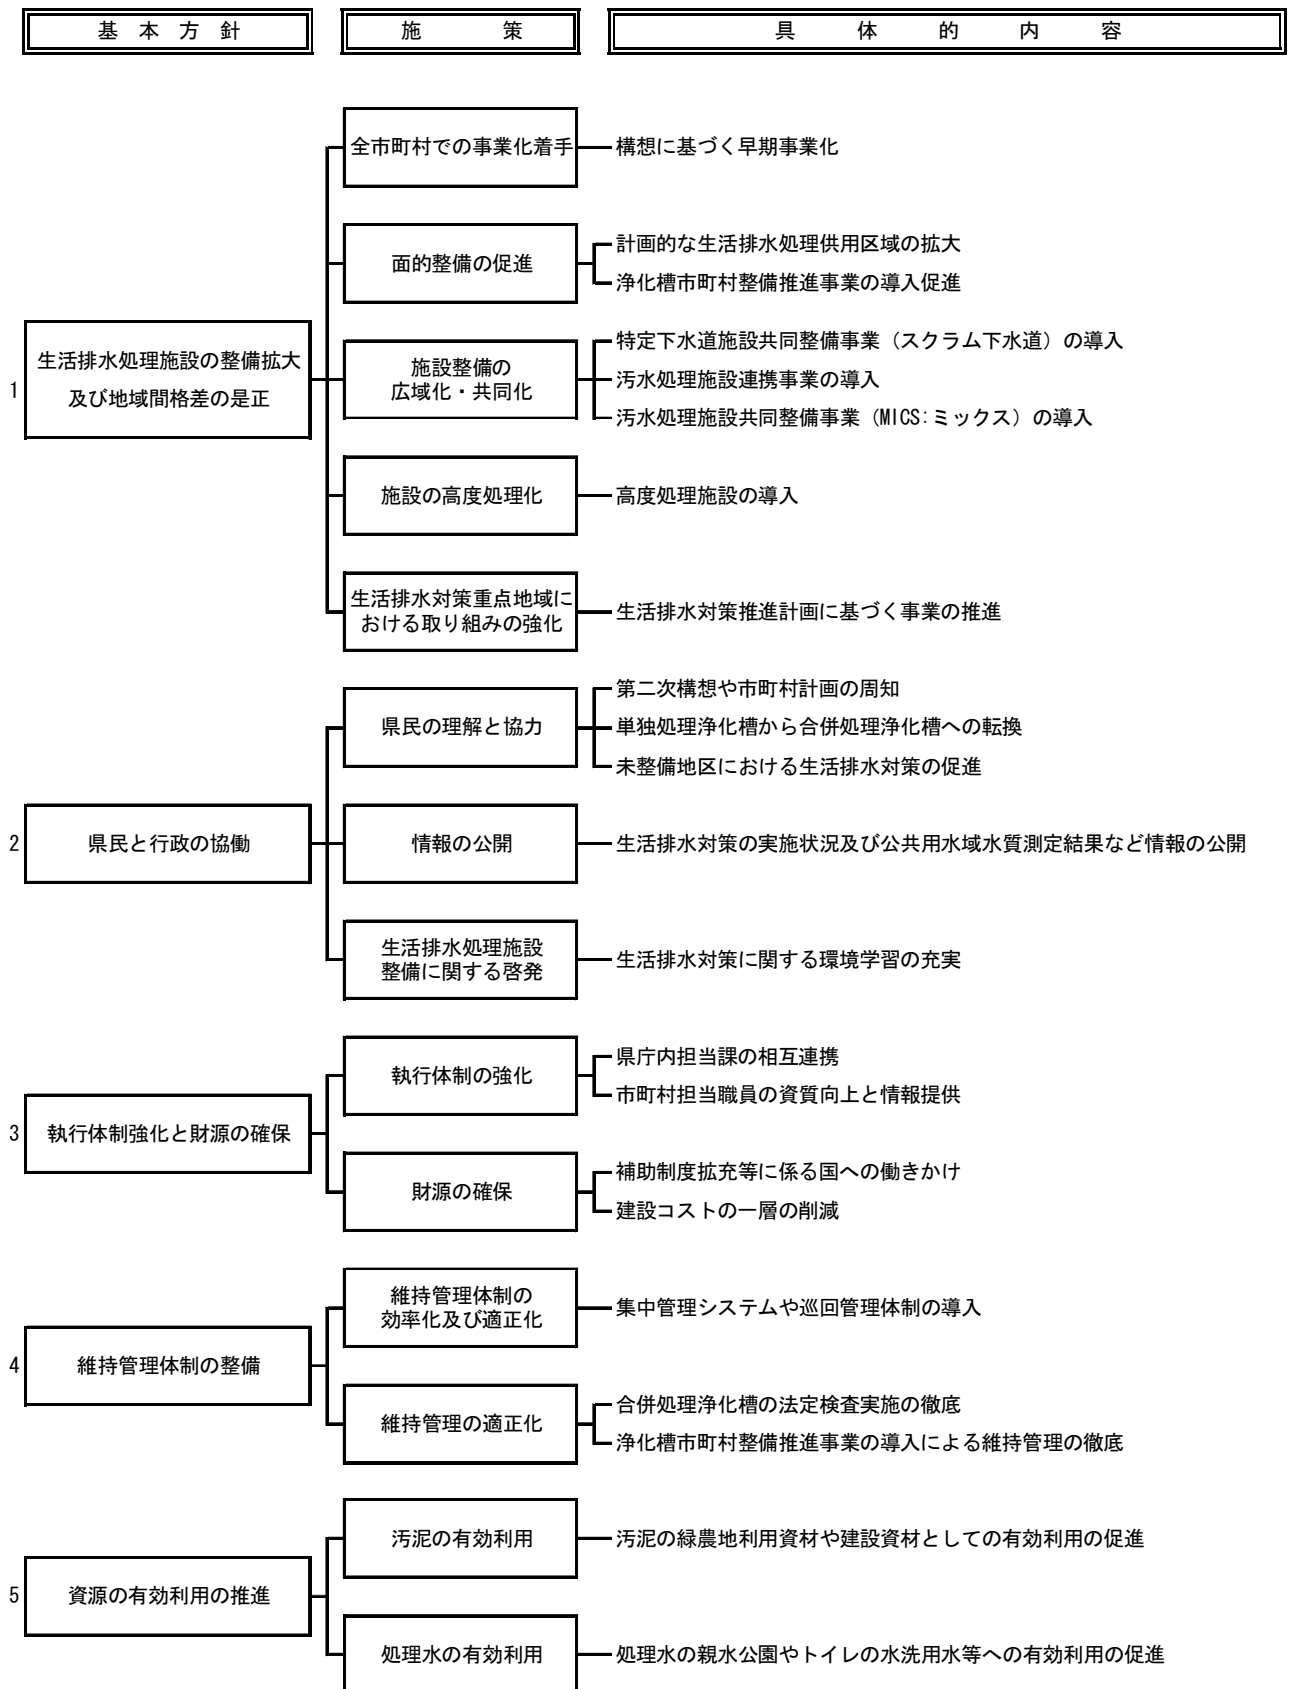 基本方針
施策
具体的内容
全市町村での事業化着手
構想に基づく早期事業化
面的整備の促進
計画的な生活排水処理供用区域の拡大
浄化槽市町村整備推進事業の導入促進
1
生活排水処理施設の整備拡大
及び地域間格差の是正
施設整備の
広域化・共同化
特定下水道施設共同整備事業（スクラム下水道）の導入
汚水処理施設連携事業の導入
汚水処理施設共同整備事業（MICS:ミックス）の導入
施設の高度処理化
高度処理施設の導入
生活排水対策重点地域に
おける取り組みの強化
生活排水対策推進計画に基づく事業の推進
県民の理解と協力
第二次構想や市町村計画の周知
単独処理浄化槽から合併処理浄化槽への転換
未整備地区における生活排水対策の促進
2
県民と行政の協働
情報の公開
生活排水対策の実施状況及び公共用水域水質測定結果など情報の公開
生活排水処理施設
整備に関する啓発
生活排水対策に関する環境学習の充実
執行体制の強化
県庁内担当課の相互連携
市町村担当職員の資質向上と情報提供
3
執行体制強化と財源の確保
財源の確保
補助制度拡充等に係る国への働きかけ
建設コストの一層の削減
維持管理体制の
効率化及び適正化
集中管理システムや巡回管理体制の導入
4
維持管理体制の整備
維持管理の適正化
合併処理浄化槽の法定検査実施の徹底
浄化槽市町村整備推進事業の導入による維持管理の徹底
汚泥の有効利用
汚泥の緑農地利用資材や建設資材としての有効利用の促進
5
資源の有効利用の推進
処理水の有効利用
処理水の親水公園やトイレの水洗用水等への有効利用の促進